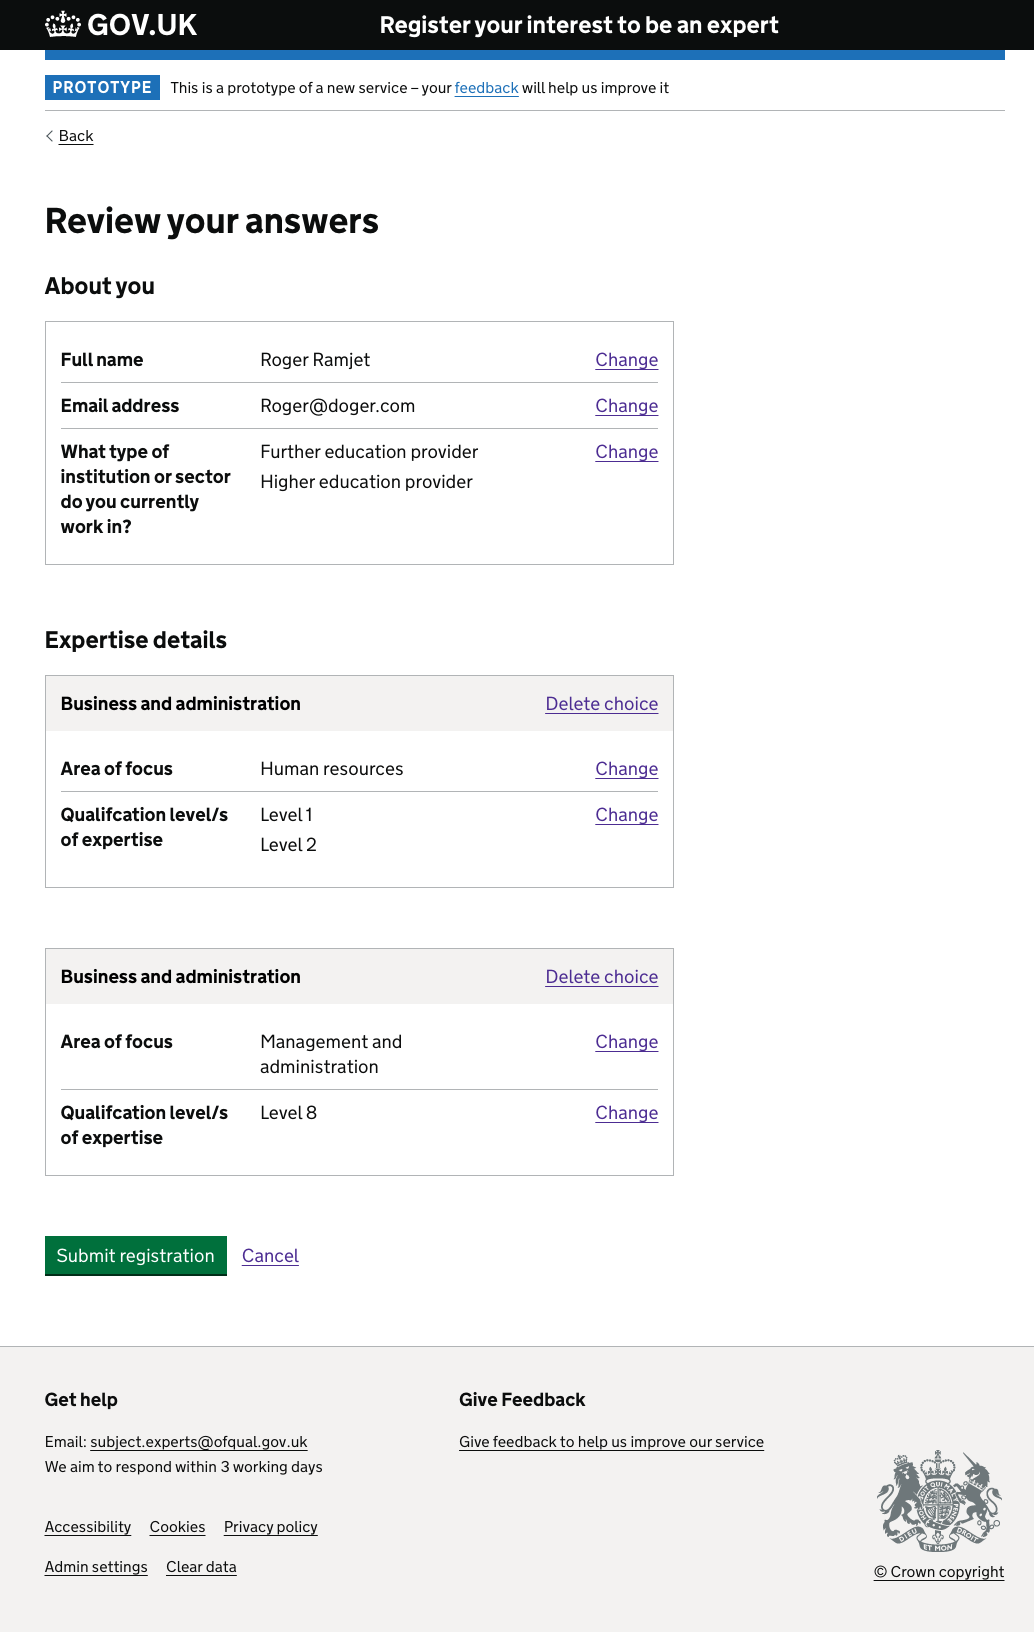 GOV.UK
Register your interest to be an expert
PROTOTYPE This is a prototype of a new service – your feedback will help us improve it
Back
Review your answers
About you
Full name Roger Ramjet Change
Email address Roger@doger.com Change
What type of institution or sector do you currently work in? Further education provider Change
Higher education provider
Expertise details
Business and administration Delete choice
Area of focus Human resources Change
Qualifcation level/s of expertise Level 1 Change
Level 2
Business and administration Delete choice
Area of focus Management and administration Change
Qualifcation level/s of expertise Level 8 Change
Submit registration Cancel
Get help
Email: subject.experts@ofqual.gov.uk
We aim to respond within 3 working days
Accessibility Cookies Privacy policy
Admin settings Clear data
Give Feedback
Give feedback to help us improve our service
DIEU ET MON DROIT
© Crown copyright